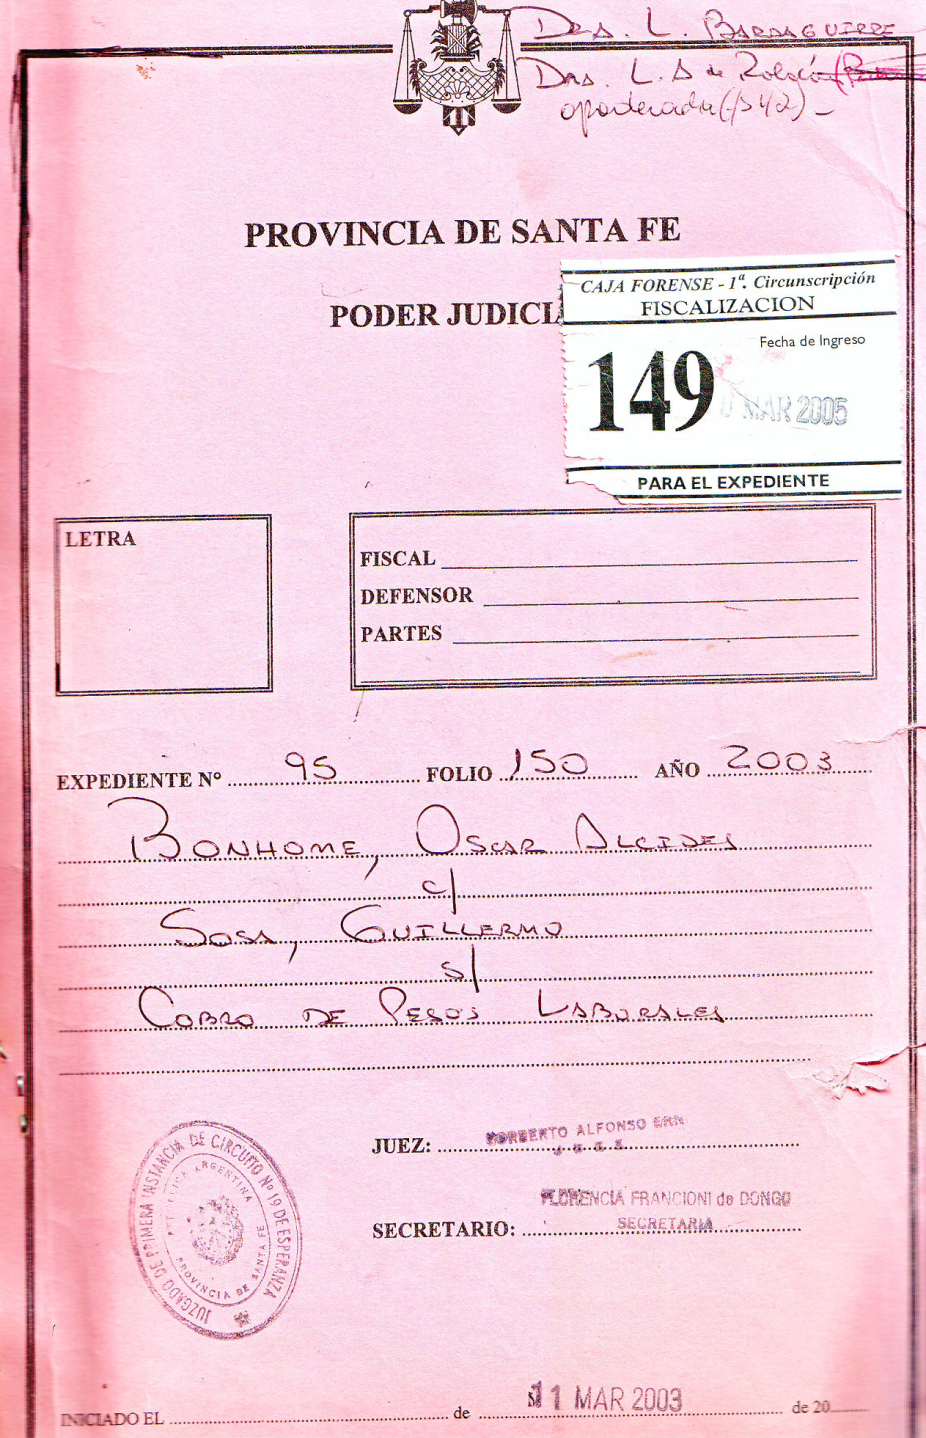 Dra. L. BARRAGUIRRE
Dra. L. A de
apoderada (fs 42) -
PROVINCIA DE SANTA FE
PODER JUDICI
CAJA FORENSE - 1ª. Circunscripción
FISCALIZACION
Fecha de Ingreso
149
MAR 2005
PARA EL EXPEDIENTE
LETRA
FISCAL
DEFENSOR
PARTES
EXPEDIENTE Nº 95 FOLIO 150 AÑO 2003
BONHOME, OSCAR ALCIDES
c/
SOSA, GUILLERMO
s/
COBRO DE PESOS LABORALES
JUZGADO DE PRIMERA INSTANCIA DE CIRCUITO Nº 19 DE ESPERANZA
REPUBLICA ARGENTINA
PROVINCIA DE SANTA FE
JUEZ: NORBERTO ALFONSO
Juez
SECRETARIO: FLORENCIA FRANCIONI de DONGO
SECRETARIA
INICIADO EL de 11 MAR 2003 de 20